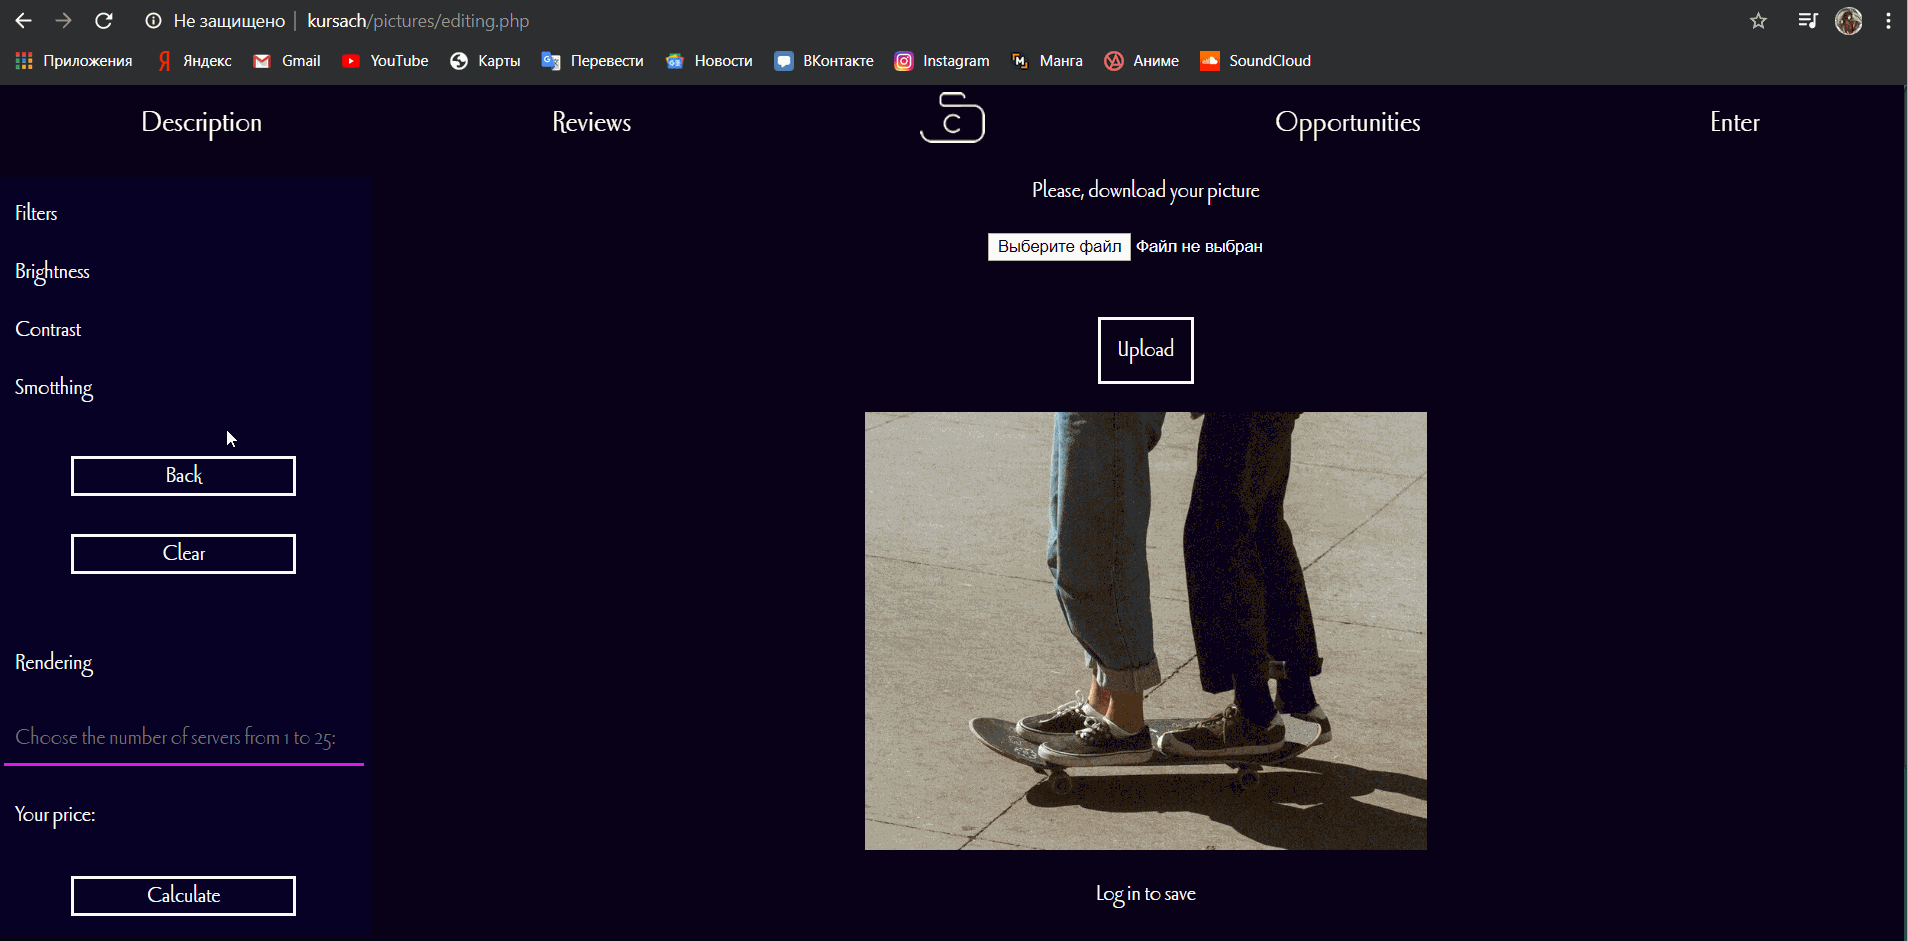 Не защищено | kursach/pictures/editing.php
Приложения Яндекс Gmail YouTube Карты Перевести Новости ВКонтакте Instagram Манга Аниме SoundCloud
Description Reviews C Opportunities Enter
Please, download your picture
Выберите файл Файл не выбран
Upload
Filters
Brightness
Contrast
Smotthing
Back
Clear
Rendering
Choose the number of servers from 1 to 25:
Your price:
Calculate
Log in to save